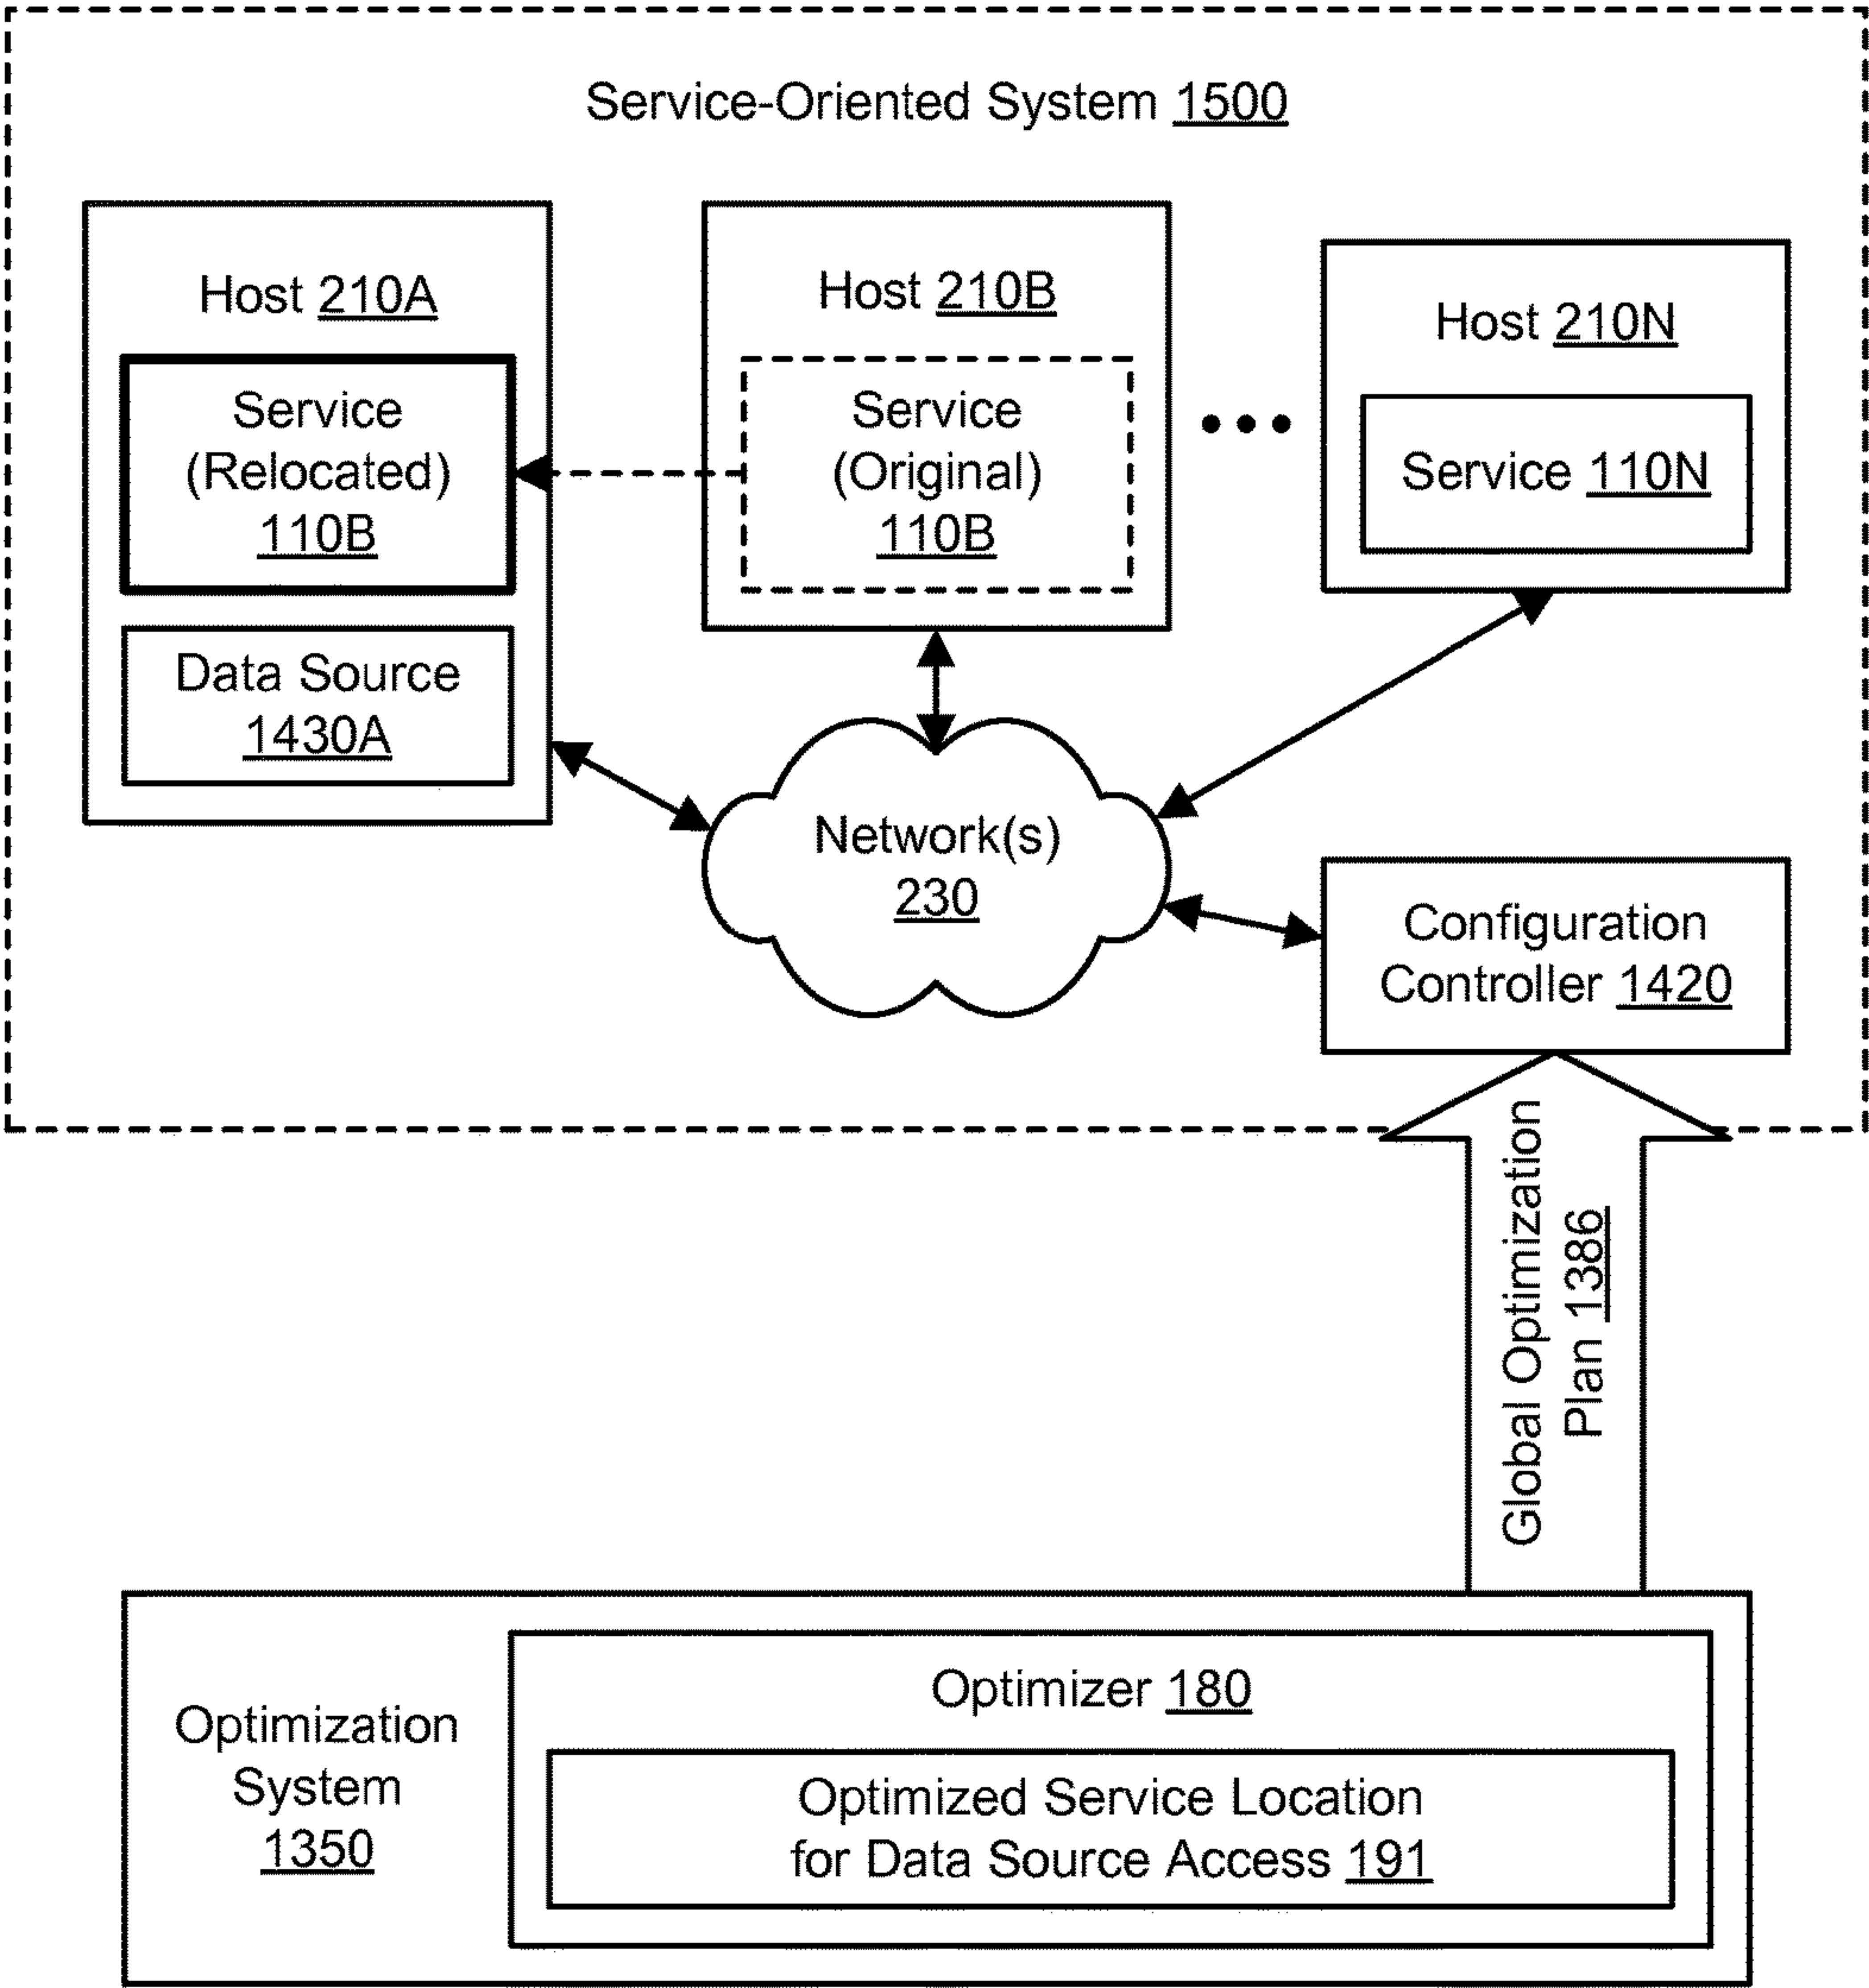 Service-Oriented System 1500
Host 210A
Service
(Relocated)
110B
Data Source
1430A
Host 210B
Service
(Original)
110B
Host 210N
Service 110N
Network(s)
230
Configuration
Controller 1420
Global Optimization
Plan 1386
Optimization
System
1350
Optimizer 180
Optimized Service Location
for Data Source Access 191